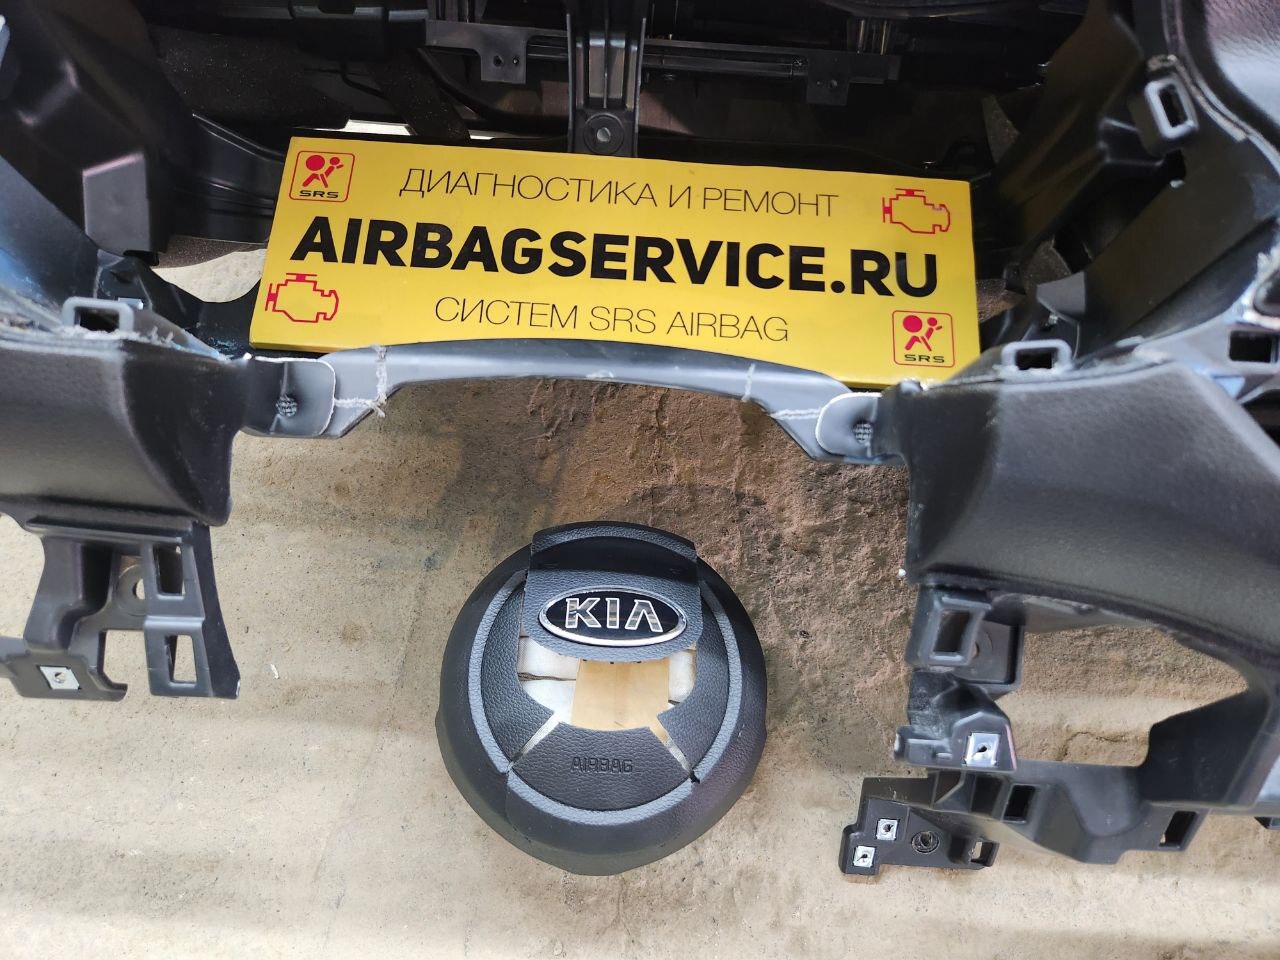 SRS
ДИАГНОСТИКА И РЕМОНТ
AIRBAGSERVICE.RU
СИСТЕМ SRS AIRBAG
SRS
KIA
AIRBAG